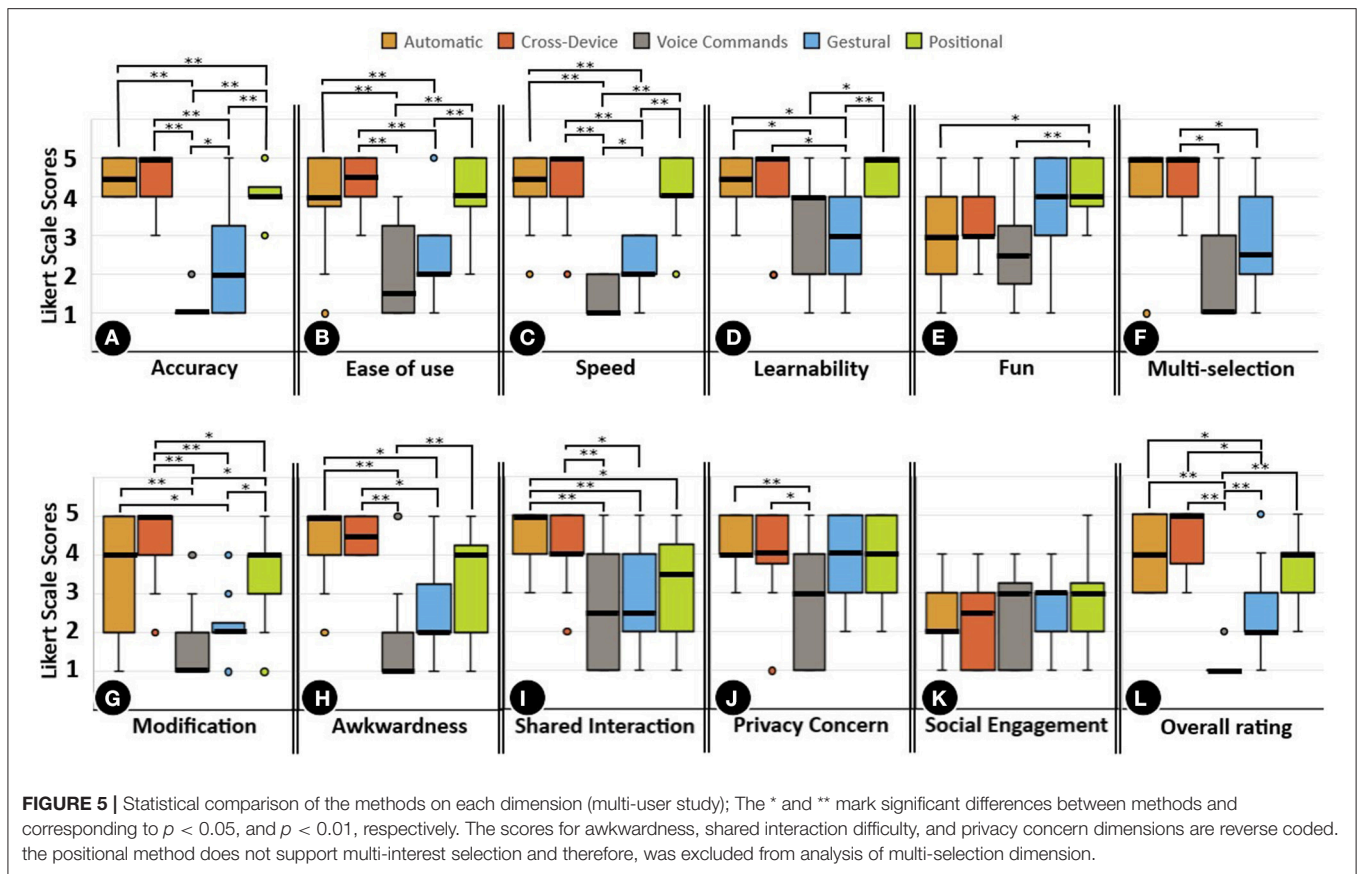 Automatic Cross-Device Voice Commands Gestural Positional
Likert Scale Scores
5
4
3
2
1
** ** ** ** ** ** ** *
A
Accuracy
** ** ** ** ** **
B
Ease of use
** ** ** ** ** ** *
C
Speed
* ** * * *
D
Learnability
* **
E
Fun
* *
F
Multi-selection
Likert Scale Scores
5
4
3
2
1
* ** ** ** * * *
G
Modification
** * ** * **
H
Awkwardness
* ** * ** **
I
Shared Interaction
** *
J
Privacy Concern
K
Social Engagement
* * ** ** ** **
L
Overall rating
FIGURE 5 | Statistical comparison of the methods on each dimension (multi-user study); The * and ** mark significant differences between methods and
corresponding to p < 0.05, and p < 0.01, respectively. The scores for awkwardness, shared interaction difficulty, and privacy concern dimensions are reverse coded.
the positional method does not support multi-interest selection and therefore, was excluded from analysis of multi-selection dimension.